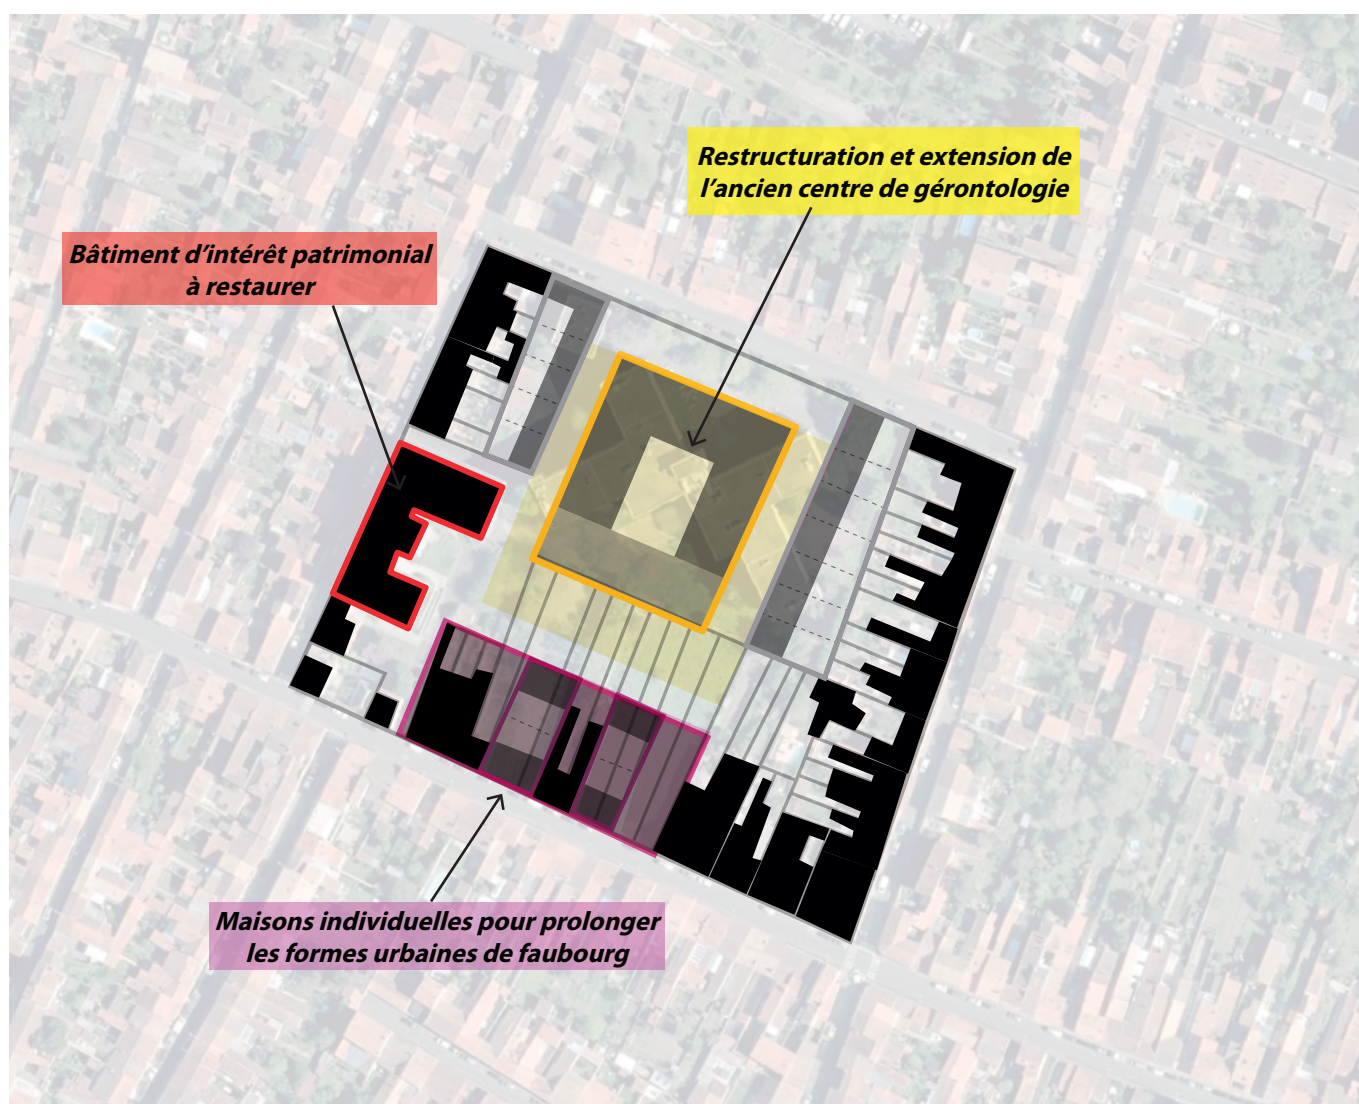 Restructuration et extension de
l’ancien centre de gérontologie
Bâtiment d’intérêt patrimonial
à restaurer
Maisons individuelles pour prolonger
les formes urbaines de faubourg